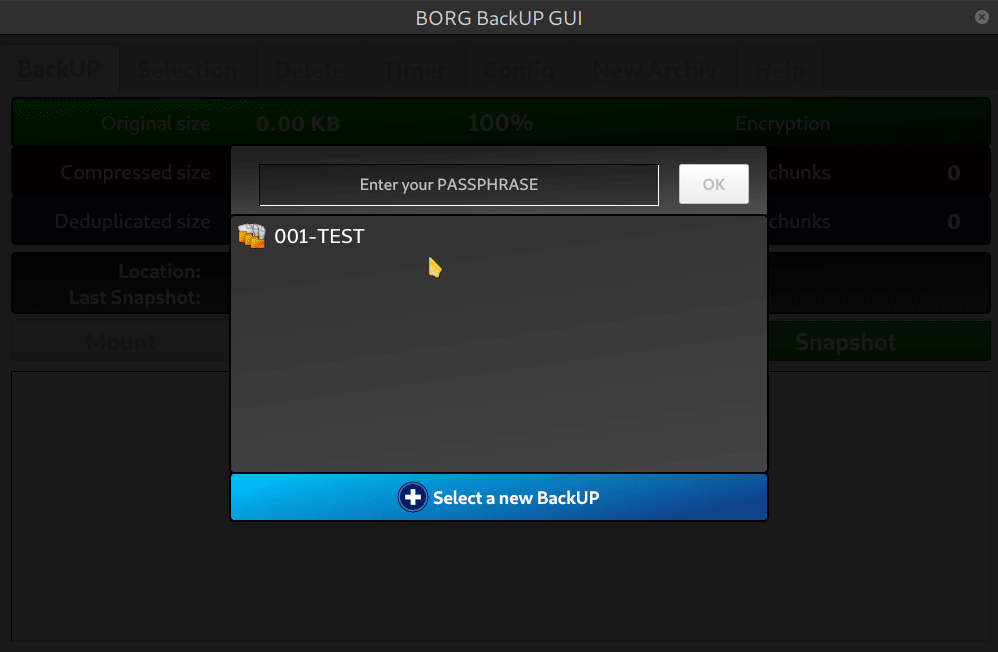 BORG BackUP GUI
BackUP Selection Delete Timer Config New Archiv Help
Original size 0.00 KB 100% Encryption
Compressed size chunks 0
Deduplicated size chunks 0
Enter your PASSPHRASE OK
001-TEST
Location:
Last Snapshot:
Mount Snapshot
Select a new BackUP